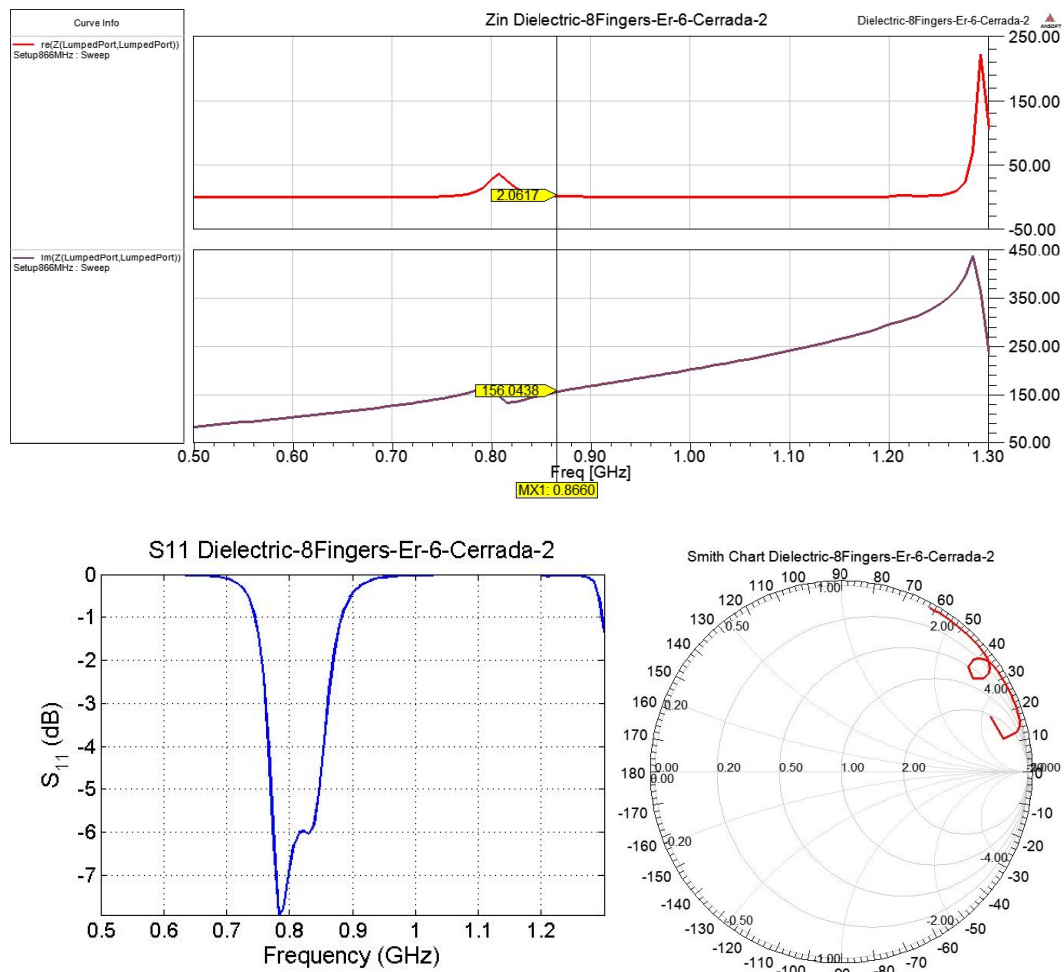 Curve Info
re(Z(LumpedPort,LumpedPort))
Setup866MHz : Sweep
Zin Dielectric-8Fingers-Er-6-Cerrada-2
Dielectric-8Fingers-Er-6-Cerrada-2
ANSOFT
250.00
150.00
50.00
-50.00
2.0617
im(Z(LumpedPort,LumpedPort))
Setup866MHz : Sweep
450.00
350.00
250.00
150.00
50.00
156.0438
0.50 0.60 0.70 0.80 0.90 1.00 1.10 1.20 1.30
Freq [GHz]
MX1: 0.8660
S11 Dielectric-8Fingers-Er-6-Cerrada-2
0
-1
-2
-3
-4
-5
-6
-7
S11 (dB)
0.5 0.6 0.7 0.8 0.9 1 1.1 1.2
Frequency (GHz)
Smith Chart Dielectric-8Fingers-Er-6-Cerrada-2
130 120 110 100 90 80 70 60 50
140 0.50 1.00 2.00 40
150 30
160 0.20 4.00 20
170 10
180 0.00 0.20 0.50 1.00 2.00 0
0.00
-170 -10
-160 -0.20 -4.00 -20
-150 -30
-140 -0.50 -1.00 -2.00 -40
-130 -120 -110 -100 -90 -80 -70 -60 -50